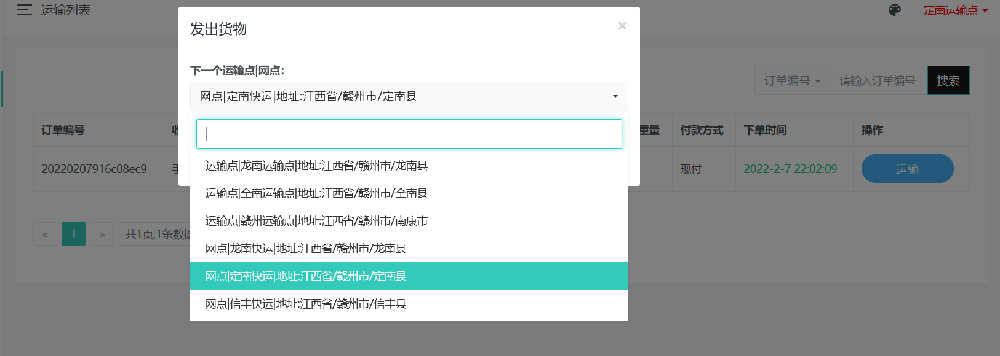 运输列表
定南运输点
发出货物
×
下一个运输点|网点:
网点|定南快运|地址:江西省/赣州市/定南县
订单编号
请输入订单编号
搜索
运输点|龙南运输点|地址:江西省/赣州市/龙南县
运输点|全南运输点|地址:江西省/赣州市/全南县
运输点|赣州运输点|地址:江西省/赣州市/南康市
网点|龙南快运|地址:江西省/赣州市/龙南县
网点|定南快运|地址:江西省/赣州市/定南县
网点|信丰快运|地址:江西省/赣州市/信丰县
订单编号 重量 付款方式 下单时间 操作
20220207916c08ec9 现付 2022-2-7 22:02:09 运输
« 1 » 共1页,1条数据